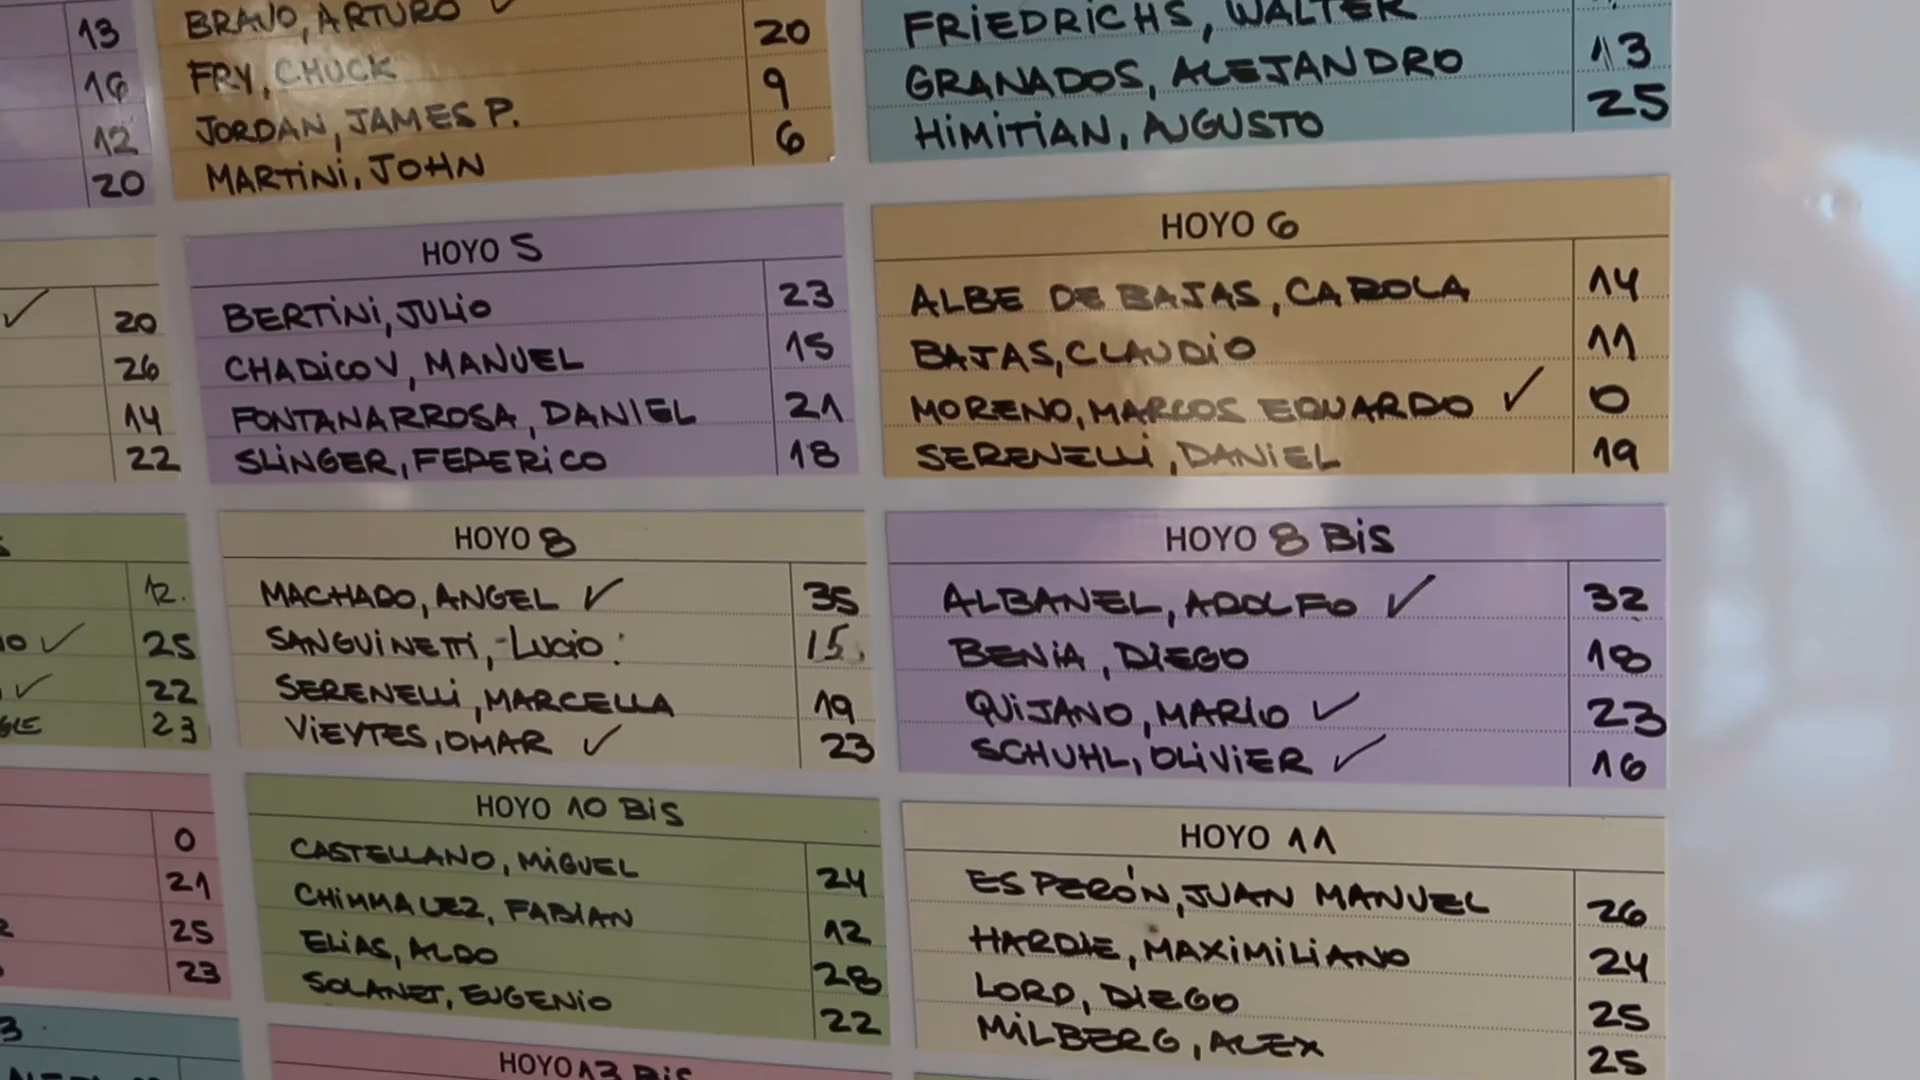 13
16
12
20
BRAVO, ARTURO ✓
FRY, CHUCK 20
JORDAN, JAMES P. 9
MARTINI, JOHN 6
FRIEDRICHS, WALTER
GRANADOS, ALEJANDRO 13
HIMITIAN, AUGUSTO 25
✓ 20
26
14
22
HOYO 5
BERTINI, JULIO 23
CHADICOV, MANUEL 15
FONTANARROSA, DANIEL 21
SLINGER, FEDERICO 18
HOYO 6
ALBE DE BAJAS, CAROLA 14
BAJAS, CLAUDIO 11
MORENO, MARCOS EDUARDO ✓ 0
SERENELLI, DANIEL 19
12.
✓ 25
✓ 22
23
HOYO 8
MACHADO, ANGEL ✓ 35
SANGUINETTI, LUCIO 15
SERENELLI, MARCELLA 19
VIEYTES, OMAR ✓ 23
HOYO 8 BIS
ALBANEL, ADOLFO ✓ 32
BENIA, DIEGO 18
QUIJANO, MARIO ✓ 23
SCHUHL, OLIVIER ✓ 16
0
21
25
23
HOYO 10 BIS
CASTELLANO, MIGUEL 24
CHIMMALEZ, FABIAN 12
ELIAS, ALDO 28
SOLANET, EUGENIO 22
HOYO 11
ESPERÓN, JUAN MANUEL 26
HARDIE, MAXIMILIANO 24
LORD, DIEGO 25
MILBERG, ALEX 25
3
HOYO 13 BIS